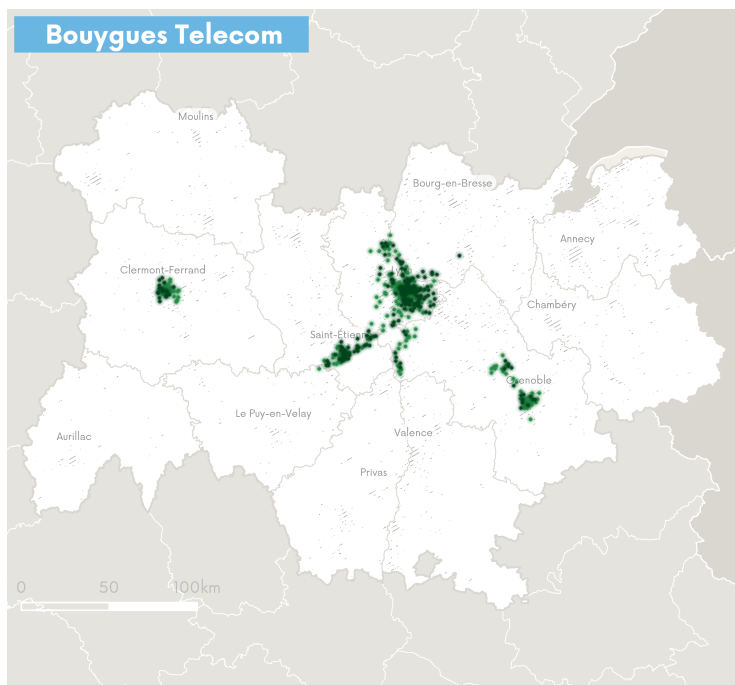 Bouygues Telecom
Moulins
Bourg-en-Bresse
Annecy
Clermont-Ferrand
Chambéry
Saint-Étienne
Grenoble
Le Puy-en-Velay
Aurillac
Valence
Privas
0 50 100km